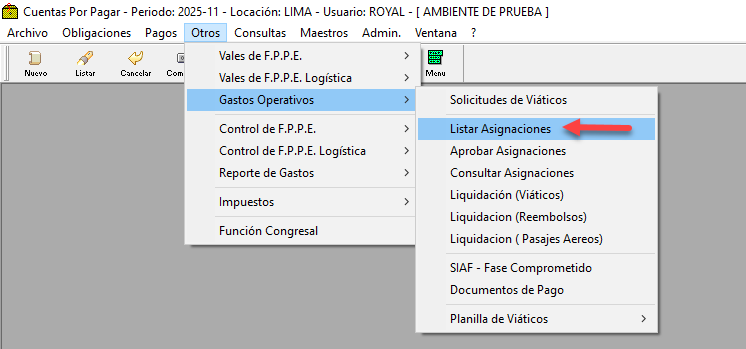 Cuentas Por Pagar - Periodo: 2025-11 - Locación: LIMA - Usuario: ROYAL - [ AMBIENTE DE PRUEBA ]
Archivo Obligaciones Pagos Otros Consultas Maestros Admin. Ventana ?
Nuevo Listar Cancelar Com Menu
Vales de F.P.P.E.
Vales de F.P.P.E. Logística
Gastos Operativos
Control de F.P.P.E.
Control de F.P.P.E. Logística
Reporte de Gastos
Impuestos
Función Congresal
Solicitudes de Viáticos
Listar Asignaciones
Aprobar Asignaciones
Consultar Asignaciones
Liquidación (Viáticos)
Liquidacion (Reembolsos)
Liquidacion ( Pasajes Aereos)
SIAF - Fase Comprometido
Documentos de Pago
Planilla de Viáticos